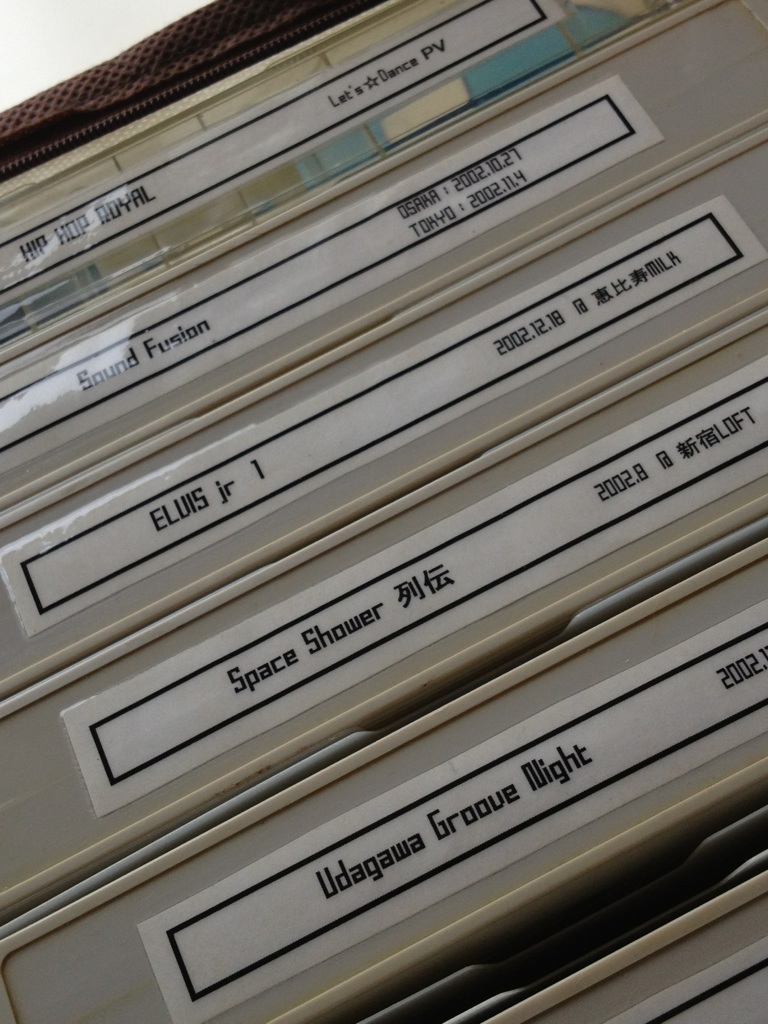 HIP HOP ROYAL Let's☆Dance PV
Sound Fusion OSAKA : 2002.10.27
TOKYO : 2002.11.4
ELVIS jr 1 2002.12.18 @ 恵比寿MILK
Space Shower 列伝 2002.8 @ 新宿LOFT
Udagawa Groove Night 2002.